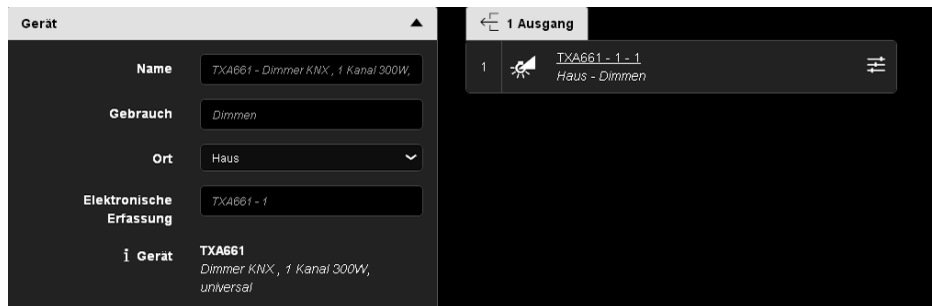 Gerät
Name
TXA661 - Dimmer KNX , 1 Kanal 300W,
Gebrauch
Dimmen
Ort
Haus
Elektronische
Erfassung
TXA661 - 1
i Gerät
TXA661
Dimmer KNX , 1 Kanal 300W,
universal
1 Ausgang
1
TXA661 - 1 - 1
Haus - Dimmen